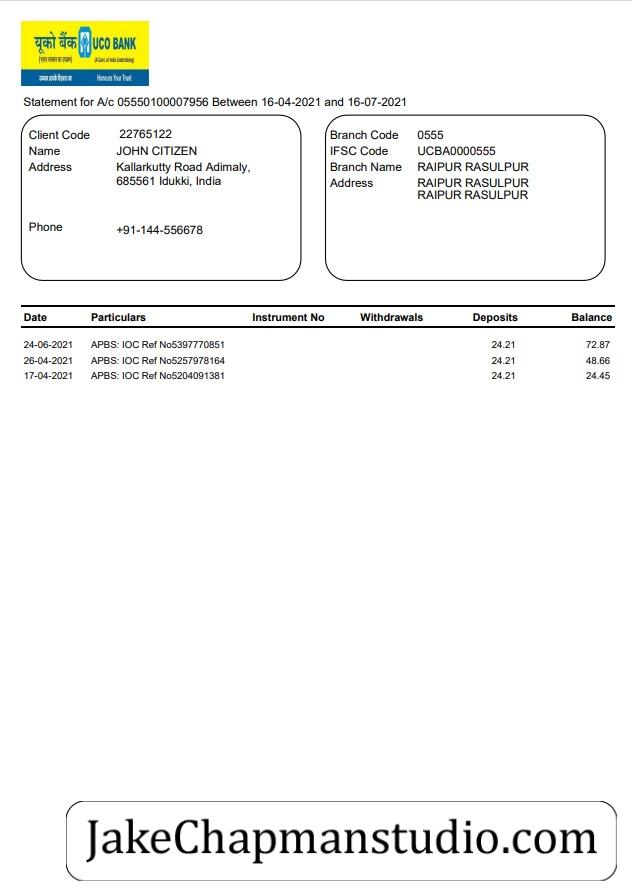 यूको बैंक UCO BANK
(भारत सरकार का उपक्रम) (A Govt. of India Undertaking)
सम्मान आपके विश्वास का Honours Your Trust
Statement for A/c 05550100007956 Between 16-04-2021 and 16-07-2021
Client Code 22765122
Name JOHN CITIZEN
Address Kallarkutty Road Adimaly,
685561 Idukki, India
Phone +91-144-556678
Branch Code 0555
IFSC Code UCBA0000555
Branch Name RAIPUR RASULPUR
Address RAIPUR RASULPUR
RAIPUR RASULPUR
Date Particulars Instrument No Withdrawals Deposits Balance
24-06-2021 APBS: IOC Ref No5397770851 24.21 72.87
26-04-2021 APBS: IOC Ref No5257978164 24.21 48.66
17-04-2021 APBS: IOC Ref No5204091381 24.21 24.45
JakeChapmanstudio.com